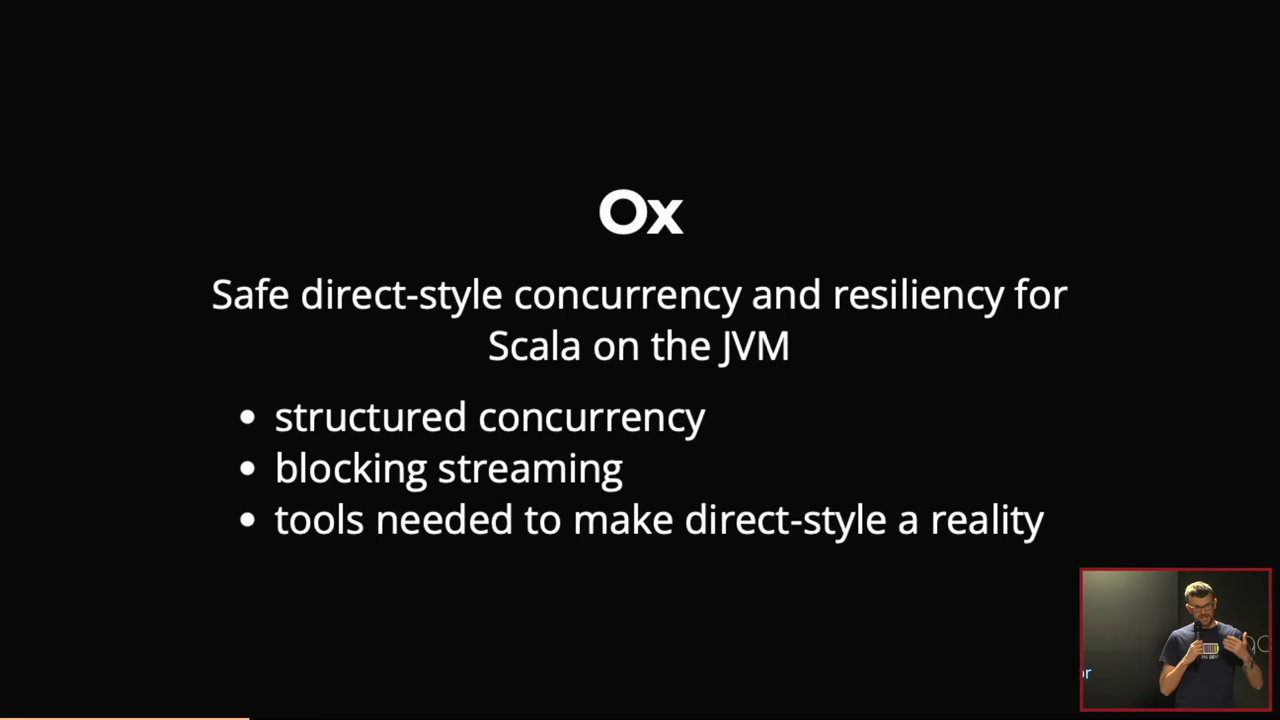 Ox
Safe direct-style concurrency and resiliency for
Scala on the JVM
• structured concurrency
• blocking streaming
• tools needed to make direct-style a reality